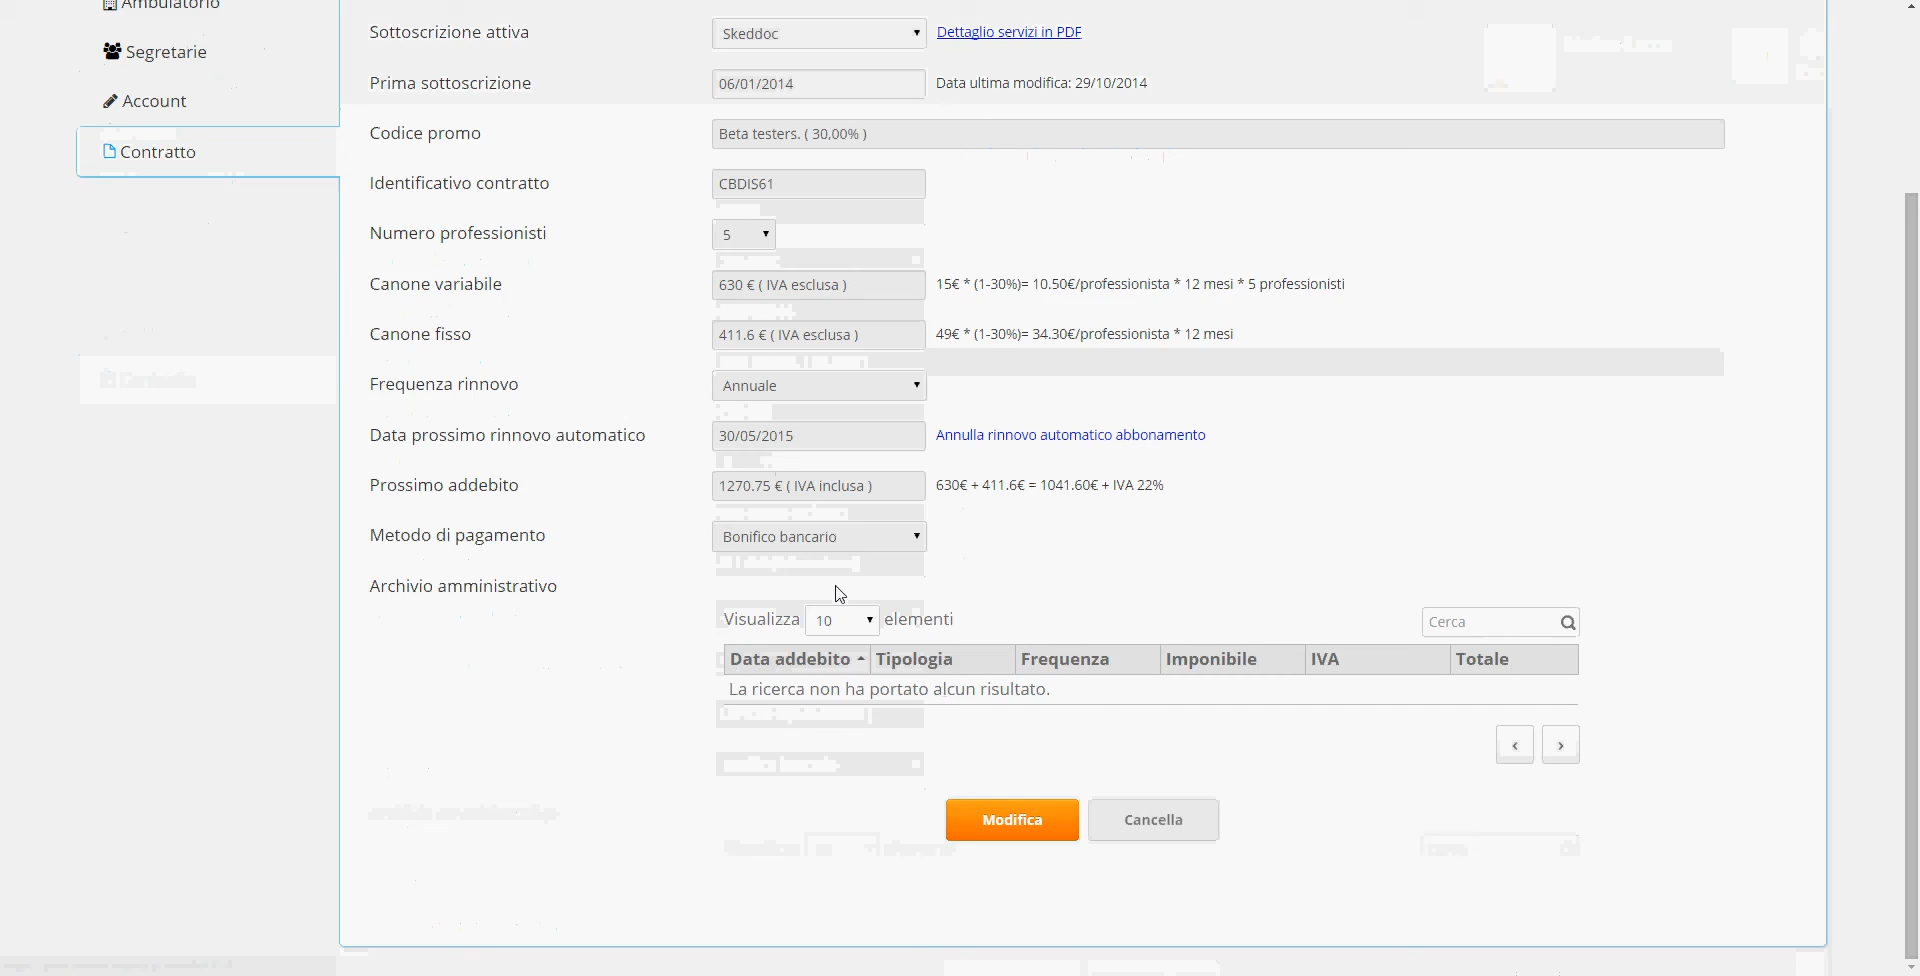 Ambulatorio
Segretarie
Account
Contratto
Sottoscrizione attiva Skeddoc Dettaglio servizi in PDF
Prima sottoscrizione 06/01/2014 Data ultima modifica: 29/10/2014
Codice promo Beta testers. ( 30,00% )
Identificativo contratto CBDIS61
Numero professionisti 5
Canone variabile 630 € ( IVA esclusa ) 15€ * (1-30%)= 10.50€/professionista * 12 mesi * 5 professionisti
Canone fisso 411.6 € ( IVA esclusa ) 49€ * (1-30%)= 34.30€/professionista * 12 mesi
Frequenza rinnovo Annuale
Data prossimo rinnovo automatico 30/05/2015 Annulla rinnovo automatico abbonamento
Prossimo addebito 1270.75 € ( IVA inclusa ) 630€ + 411.6€ = 1041.60€ + IVA 22%
Metodo di pagamento Bonifico bancario
Archivio amministrativo
Visualizza 10 elementi Cerca
Data addebito Tipologia Frequenza Imponibile IVA Totale
La ricerca non ha portato alcun risultato.
‹ ›
Modifica Cancella